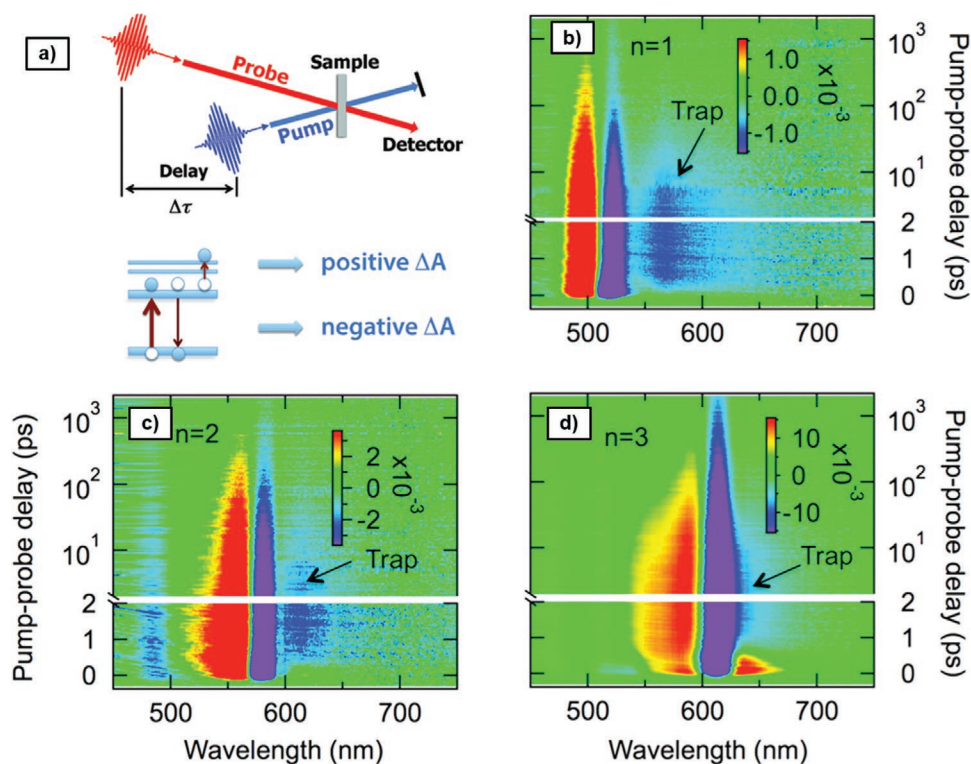 a)
Probe
Sample
Pump
Delay
Δτ
Detector
positive ΔA
negative ΔA
b)
n=1
Trap
1.0
0.0
-1.0
×10⁻³
10³
10²
10¹
2
1
0
Pump-probe delay (ps)
500 600 700
c)
n=2
Trap
2
0
-2
×10⁻³
10³
10²
10¹
2
1
0
Pump-probe delay (ps)
500 600 700
Wavelength (nm)
d)
n=3
Trap
10
0
-10
×10⁻³
10³
10²
10¹
2
1
0
Pump-probe delay (ps)
500 600 700
Wavelength (nm)